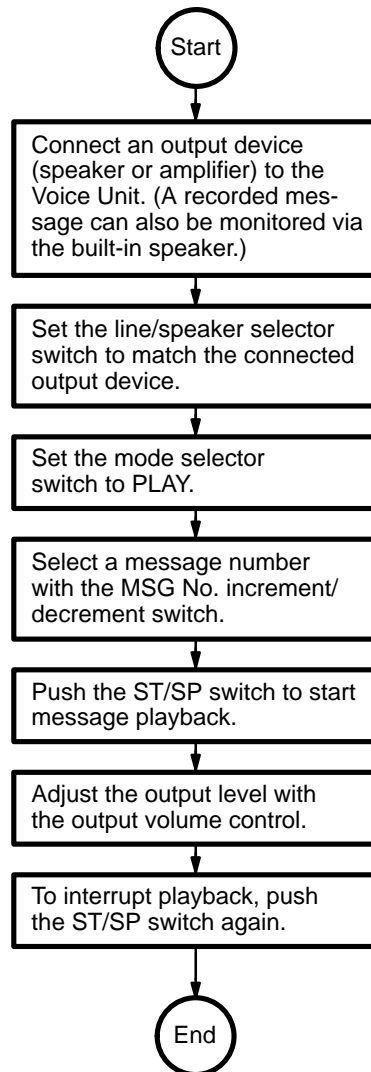 Start
Connect an output device
(speaker or amplifier) to the
Voice Unit. (A recorded mes-
sage can also be monitored via
the built-in speaker.)
Set the line/speaker selector
switch to match the connected
output device.
Set the mode selector
switch to PLAY.
Select a message number
with the MSG No. increment/
decrement switch.
Push the ST/SP switch to start
message playback.
Adjust the output level with
the output volume control.
To interrupt playback, push
the ST/SP switch again.
End